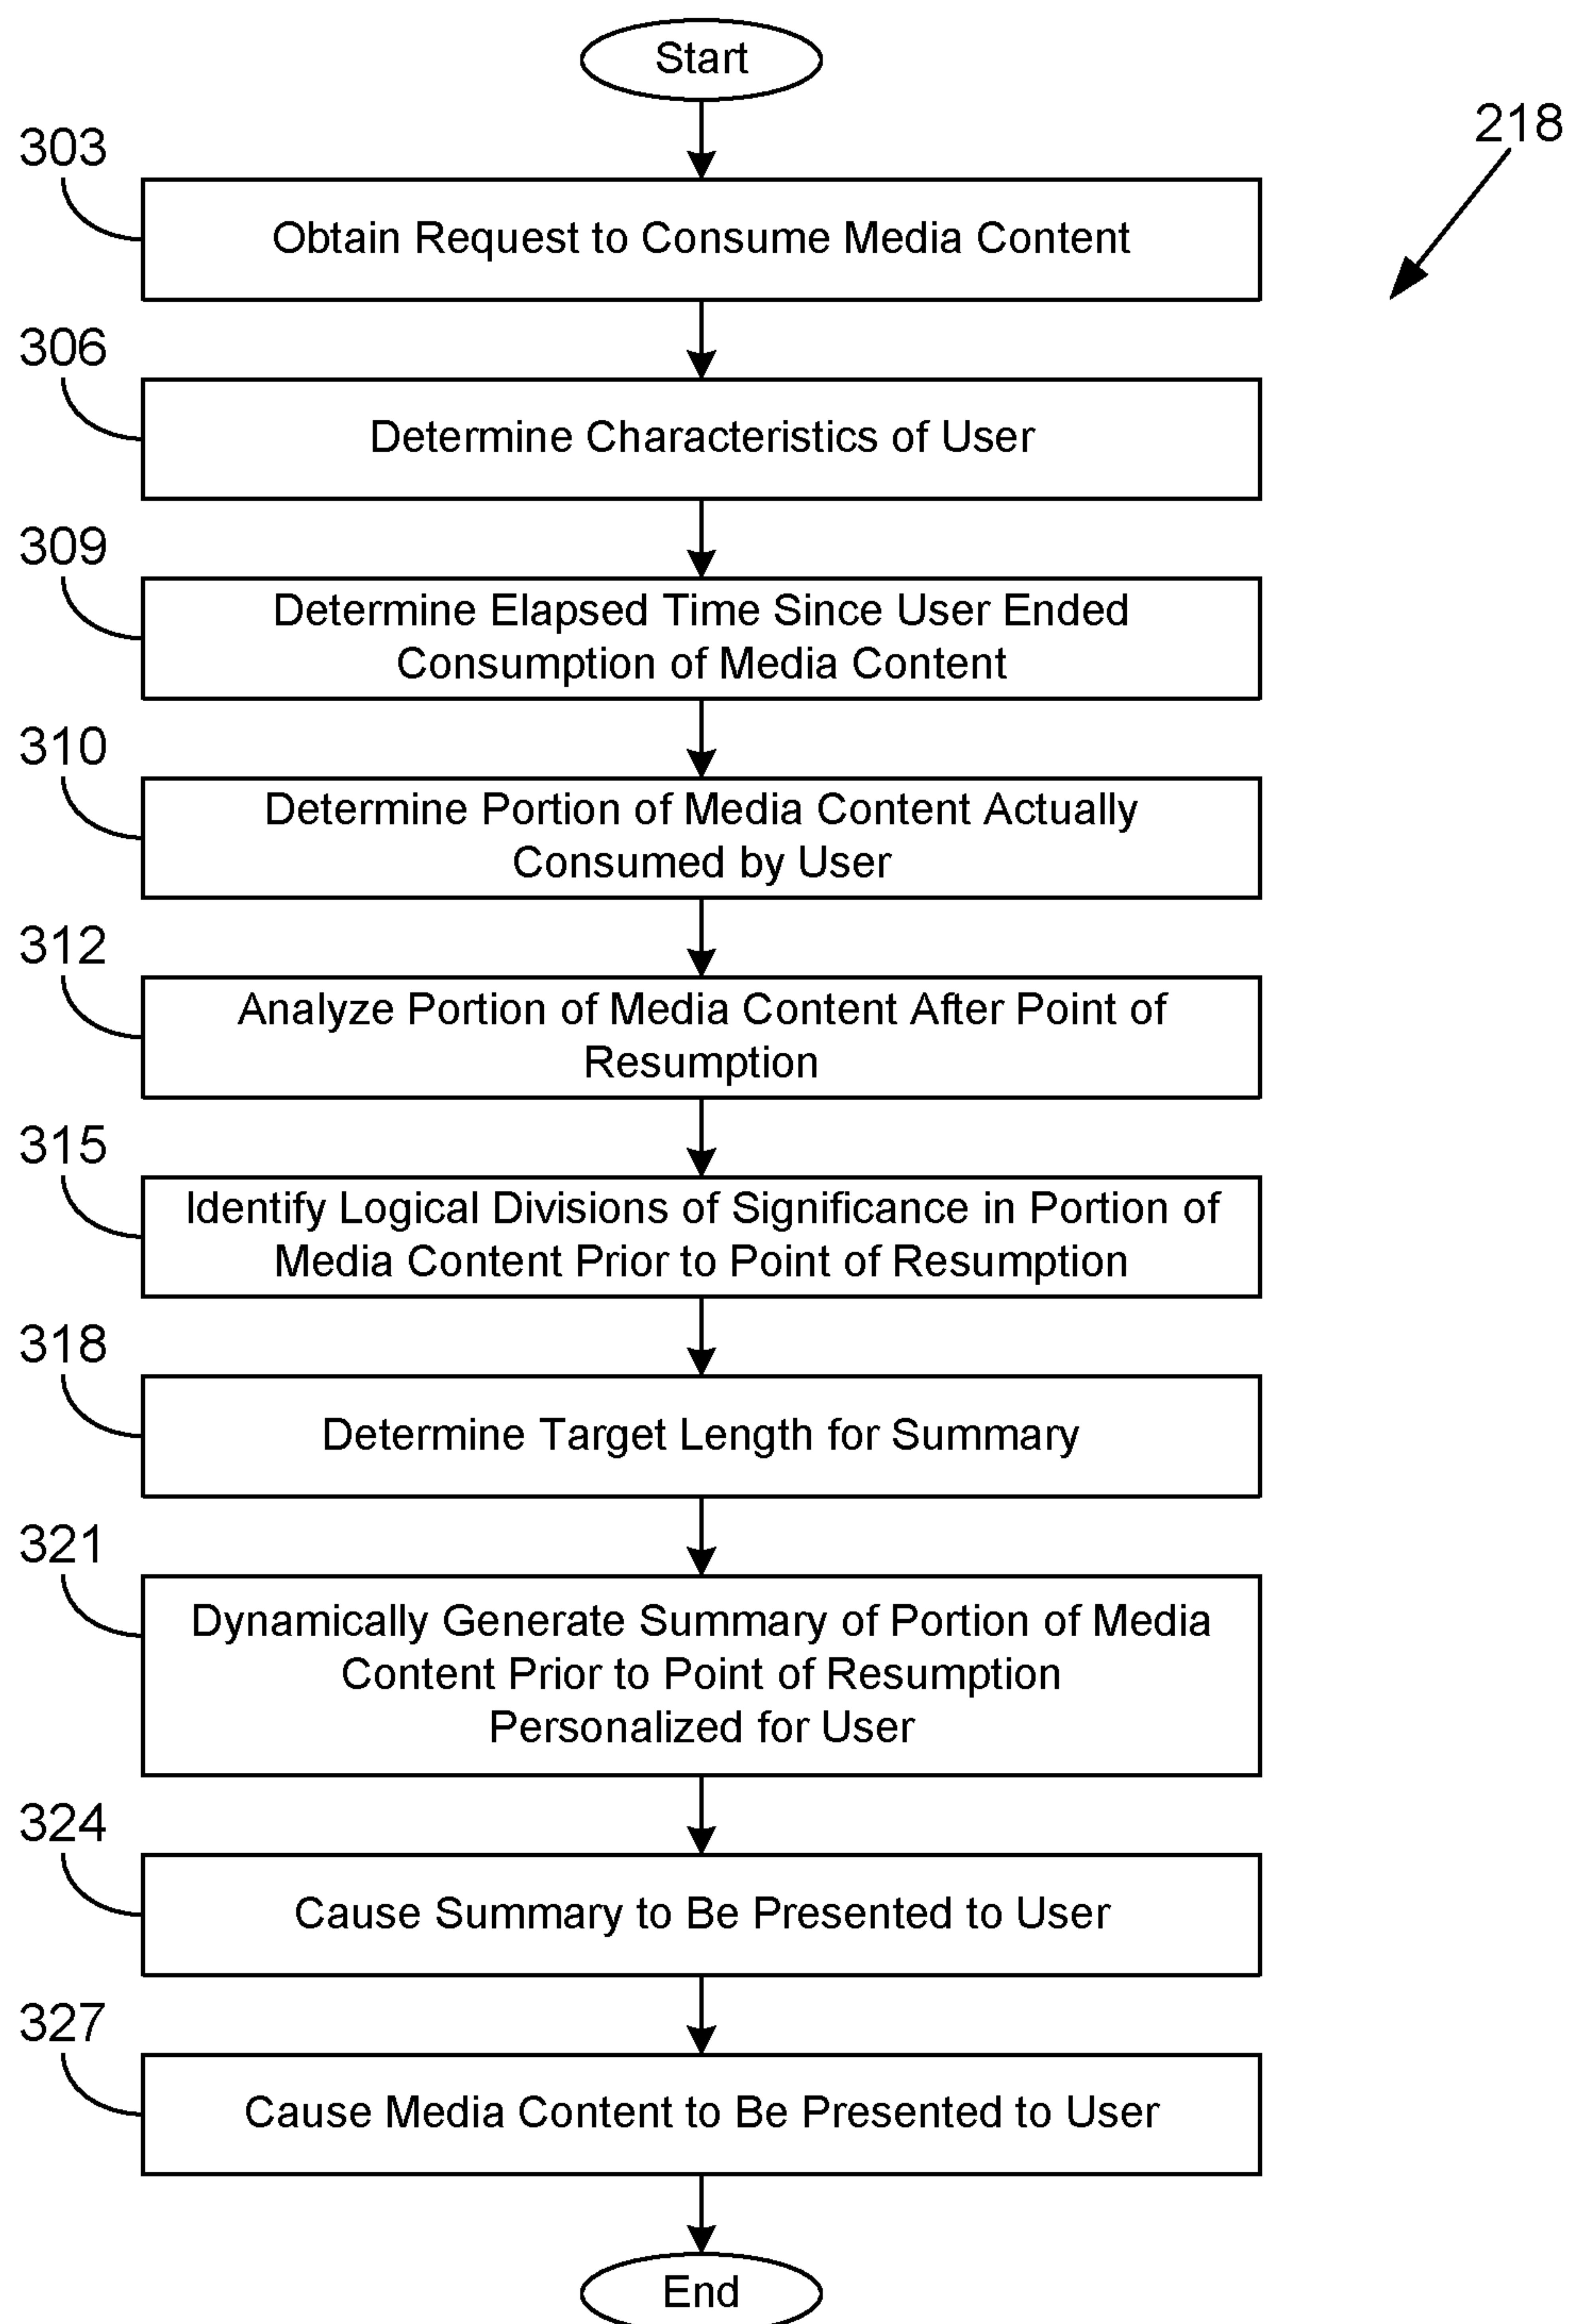 Start
218
303
Obtain Request to Consume Media Content
306
Determine Characteristics of User
309
Determine Elapsed Time Since User Ended
Consumption of Media Content
310
Determine Portion of Media Content Actually
Consumed by User
312
Analyze Portion of Media Content After Point of
Resumption
315
Identify Logical Divisions of Significance in Portion of
Media Content Prior to Point of Resumption
318
Determine Target Length for Summary
321
Dynamically Generate Summary of Portion of Media
Content Prior to Point of Resumption
Personalized for User
324
Cause Summary to Be Presented to User
327
Cause Media Content to Be Presented to User
End